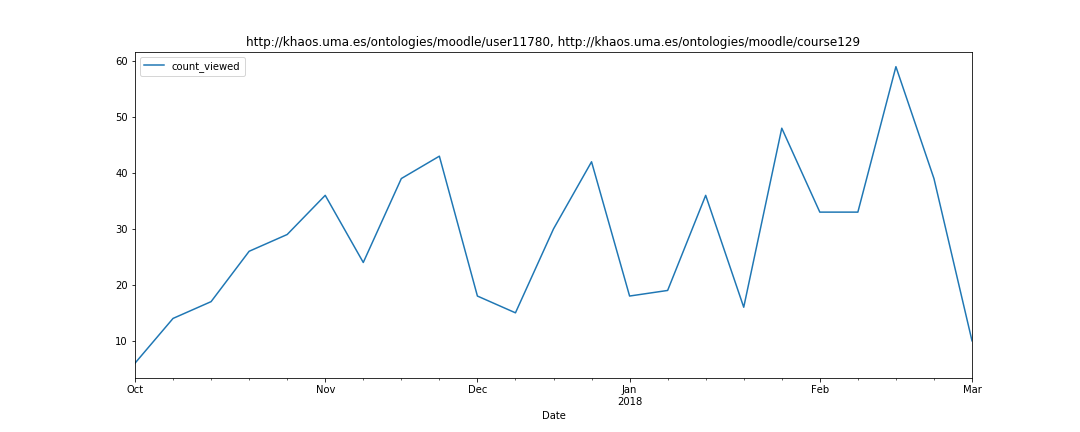 http://khaos.uma.es/ontologies/moodle/user11780, http://khaos.uma.es/ontologies/moodle/course129
count_viewed
60
50
40
30
20
10
Oct Nov Dec Jan Feb Mar
2018
Date